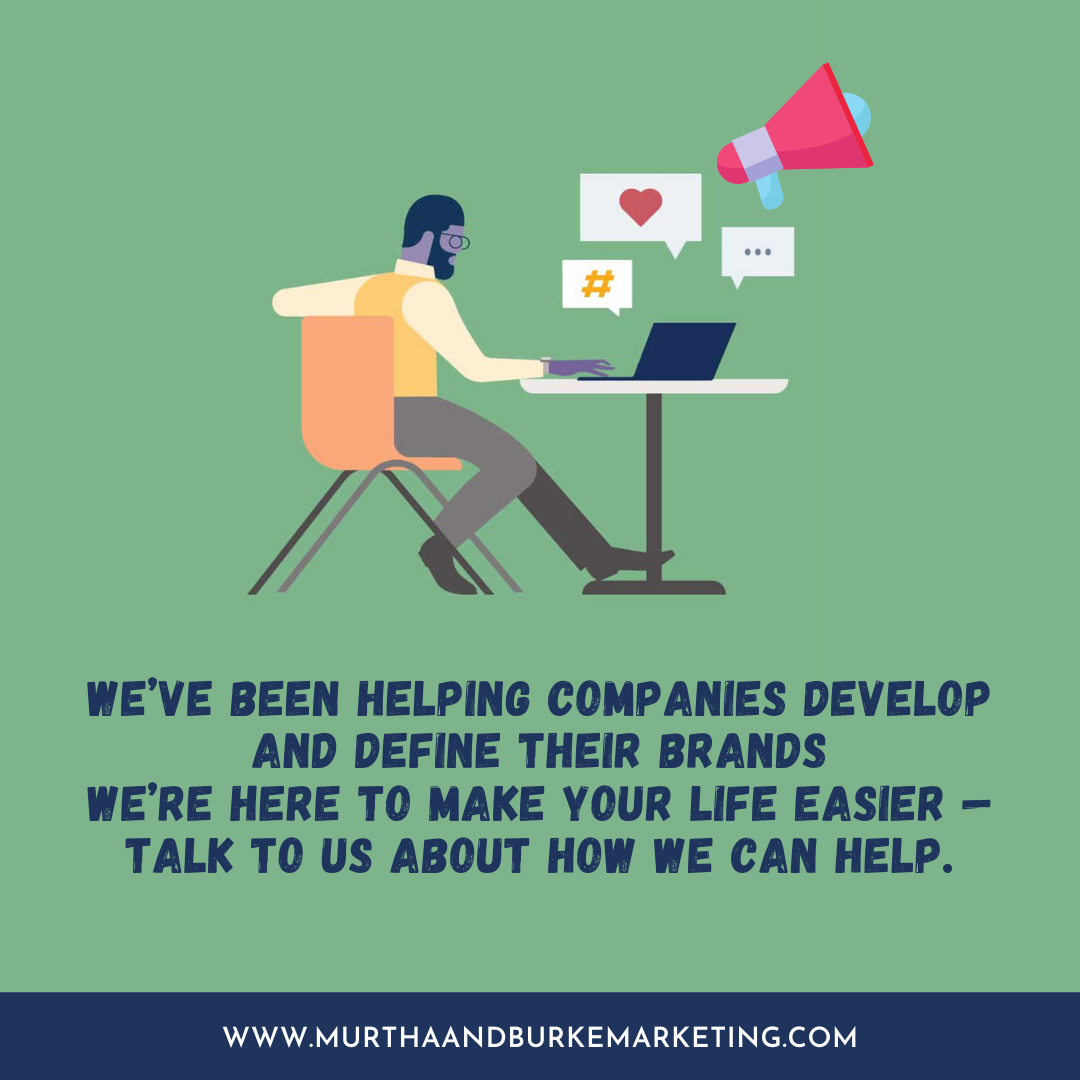 #
WE'VE BEEN HELPING COMPANIES DEVELOP
AND DEFINE THEIR BRANDS
WE'RE HERE TO MAKE YOUR LIFE EASIER –
TALK TO US ABOUT HOW WE CAN HELP.
WWW.MURTHAANDBURKEMARKETING.COM